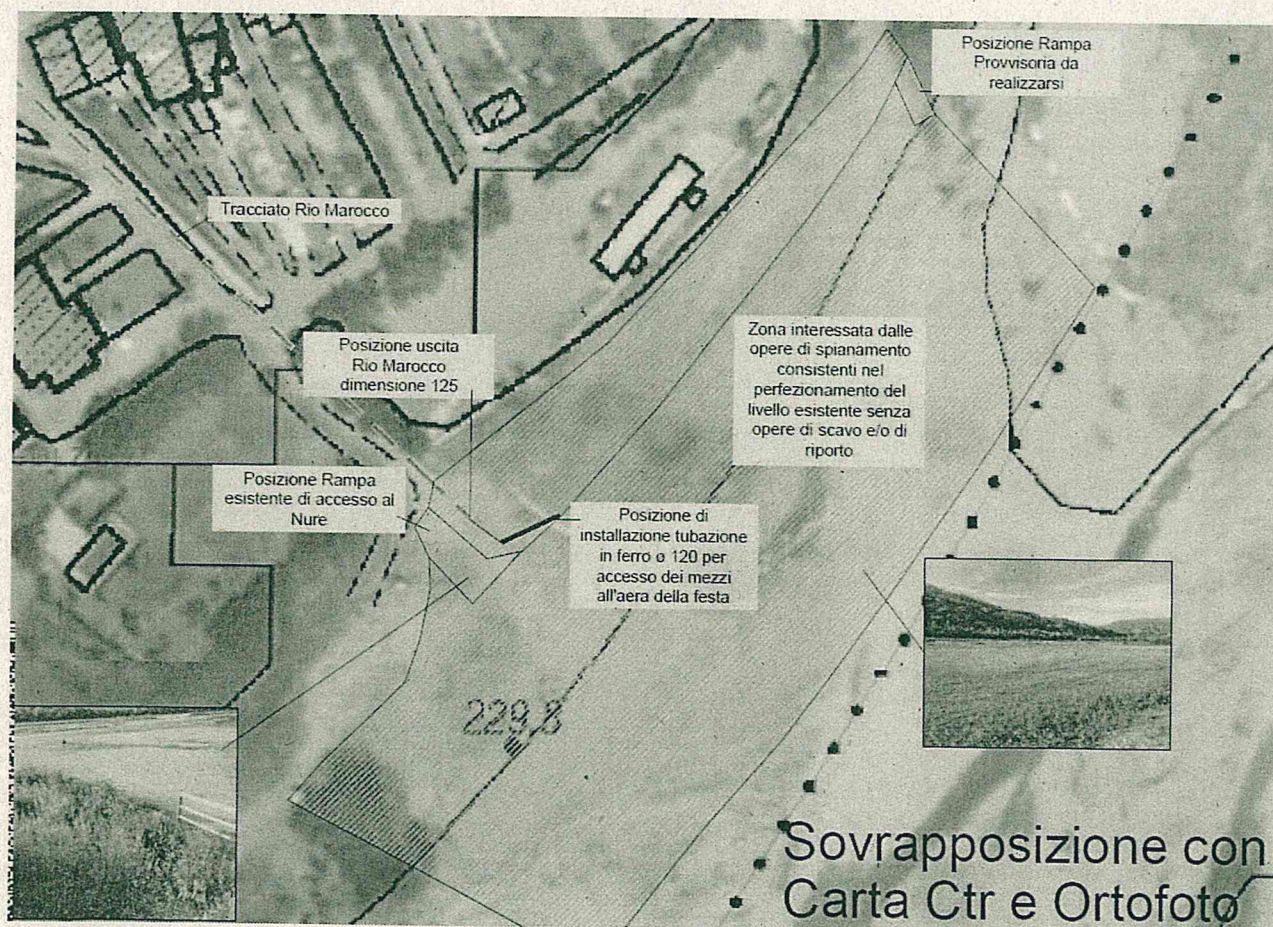 Posizione Rampa
Provvisoria da
realizzarsi
Tracciato Rio Marocco
Posizione uscita
Rio Marocco
dimensione 125
Zona interessata dalle
opere di spianamento
consistenti nel
perfezionamento del
livello esistente senza
opere di scavo e/o di
riporto
Posizione Rampa
esistente di accesso al
Nure
Posizione di
installazione tubazione
in ferro ø 120 per
accesso dei mezzi
all'aera della festa
229,3
Sovrapposizione con
Carta Ctr e Ortofoto